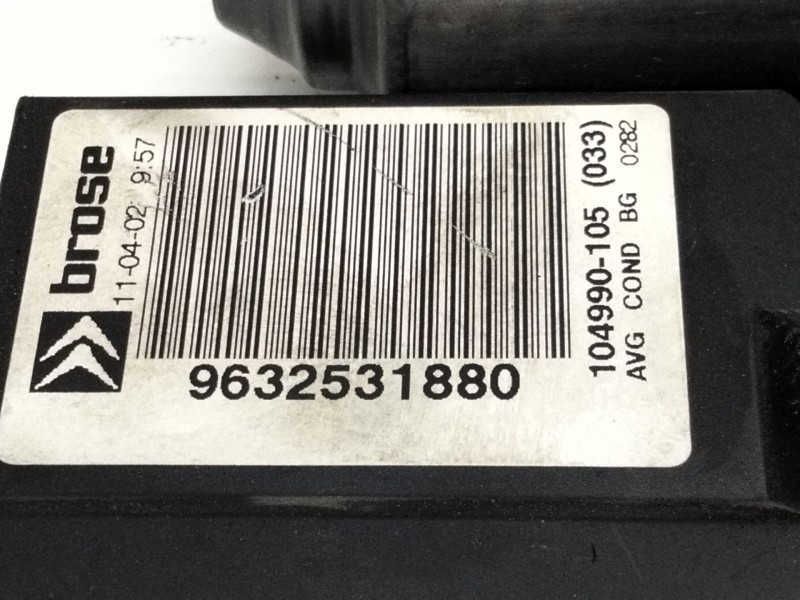 brose
11-04-02 9:57
9632531880
104990-105 (033)
AVG COND BG 0282